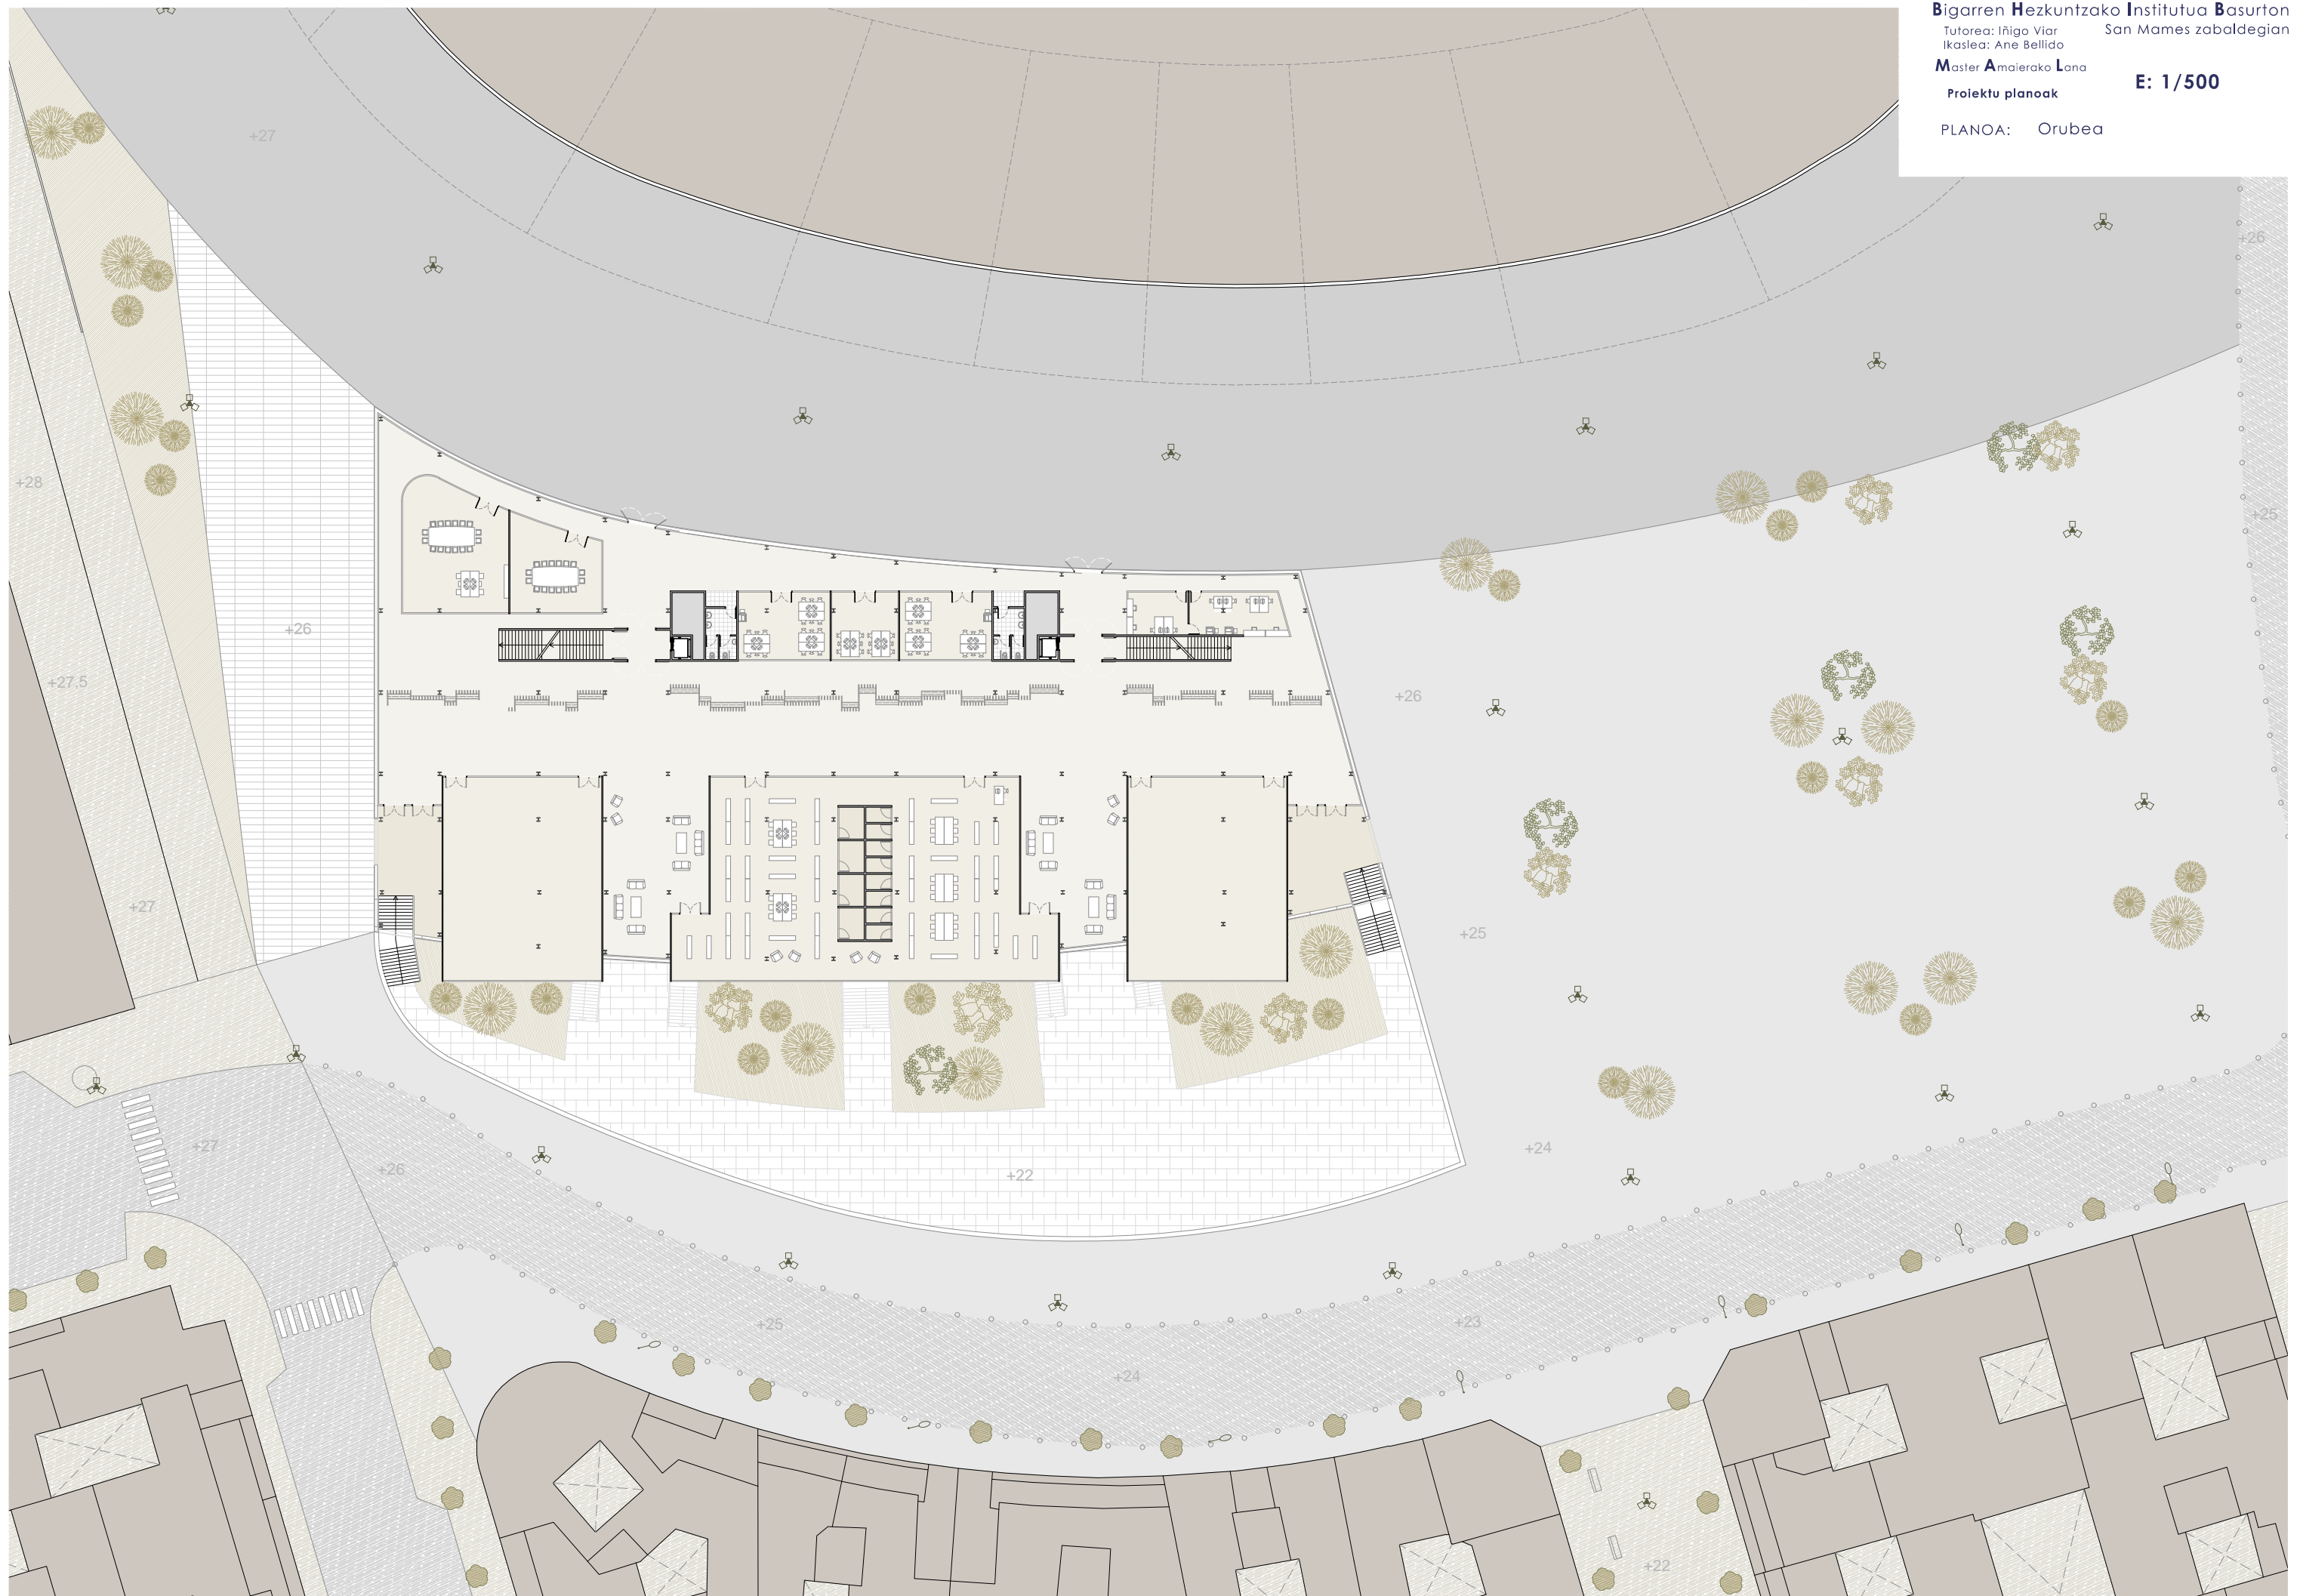 Bigarren Hezkuntzako Institutua Basurton
Tutorea: Iñigo Viar San Mames zabaldegian
Ikaslea: Ane Bellido
Master Amaierako Lana
E: 1/500
Proiektu planoak
PLANOA: Orubea
+27
+26
+28
+25
+26
+27.5
+26
+27
+25
+27
+26
+24
+22
+25
+23
+24
+22